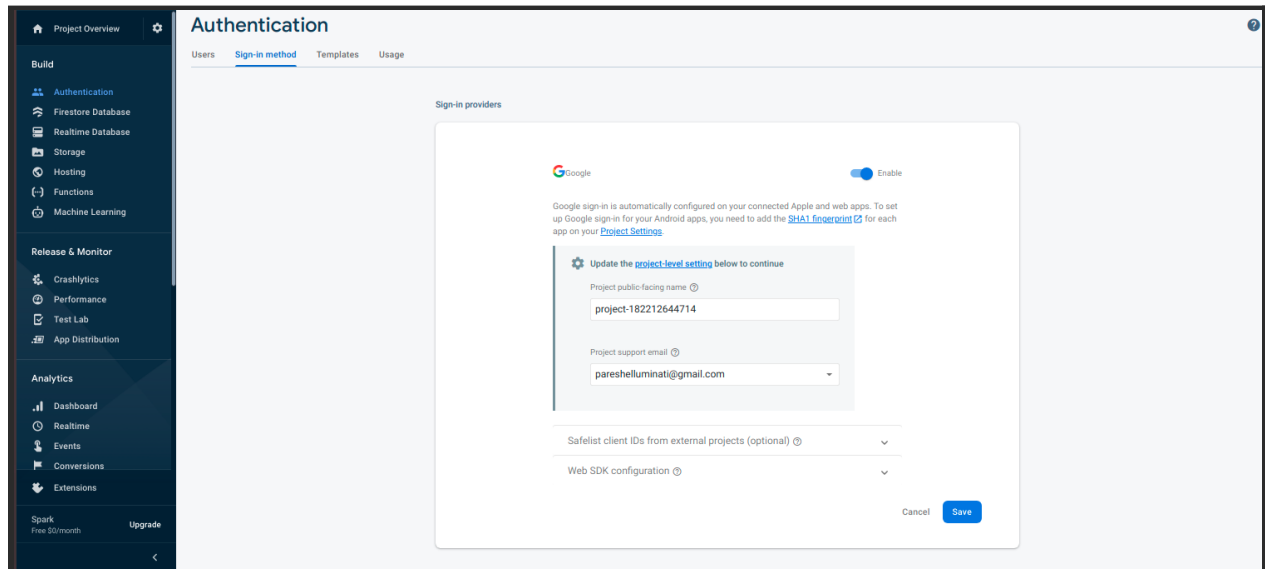 Project Overview
Build
Authentication
Firestore Database
Realtime Database
Storage
Hosting
Functions
Machine Learning
Release & Monitor
Crashlytics
Performance
Test Lab
App Distribution
Analytics
Dashboard
Realtime
Events
Conversions
Extensions
Spark
Free $0/month
Upgrade
Authentication
Users Sign-in method Templates Usage
Sign-in providers
Google
Enable
Google sign-in is automatically configured on your connected Apple and web apps. To set
up Google sign-in for your Android apps, you need to add the SHA1 fingerprint for each
app on your Project Settings.
Update the project-level setting below to continue
Project public-facing name
project-182212644714
Project support email
pareshelluminati@gmail.com
Safelist client IDs from external projects (optional)
Web SDK configuration
Cancel Save